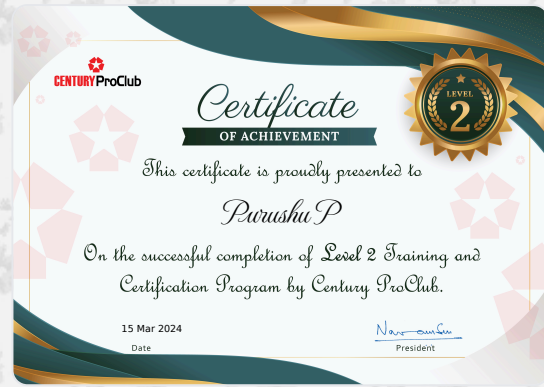 CENTURY ProClub
Certificate
OF ACHIEVEMENT
LEVEL
2
This certificate is proudly presented to
Purushu P
On the successful completion of Level 2 Training and
Certification Program by Century ProClub.
15 Mar 2024
Date
President